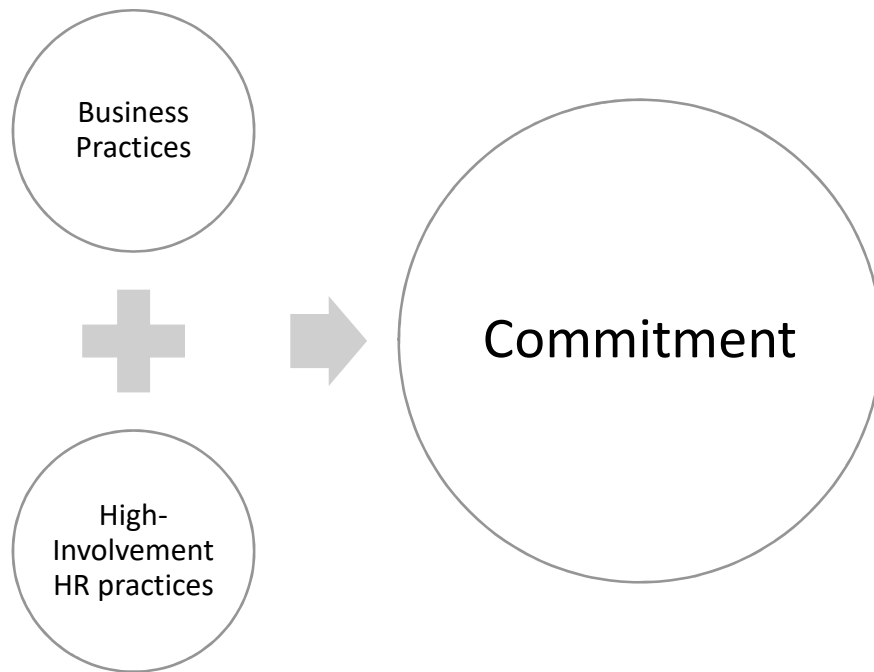 Business
Practices
High-
Involvement
HR practices
Commitment